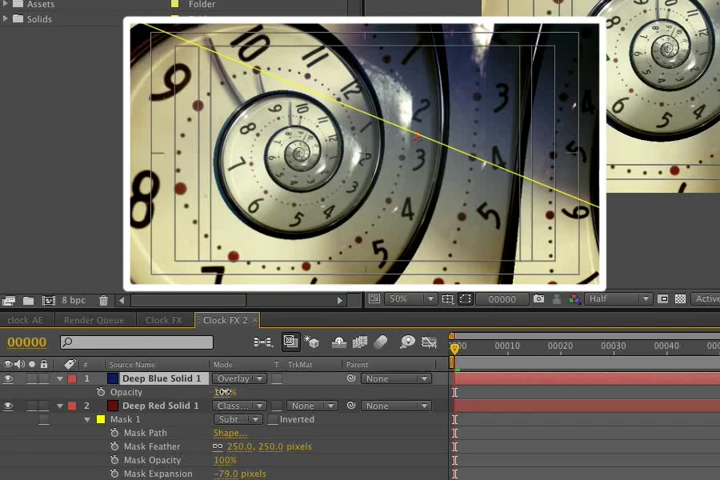 Assets Folder
Solids
8 bpc 50% 00000 Half Active
clock AE Render Queue Clock FX Clock FX 2
00000
# Source Name Mode T TrkMat Parent 00010 00020 00030 00040
1 Deep Blue Solid 1 Overlay None
Opacity
2 Deep Red Solid 1 Class... None None
Mask 1 Subt... Inverted
Mask Path Shape...
Mask Feather 250.0, 250.0 pixels
Mask Opacity 100%
Mask Expansion -79.0 pixels